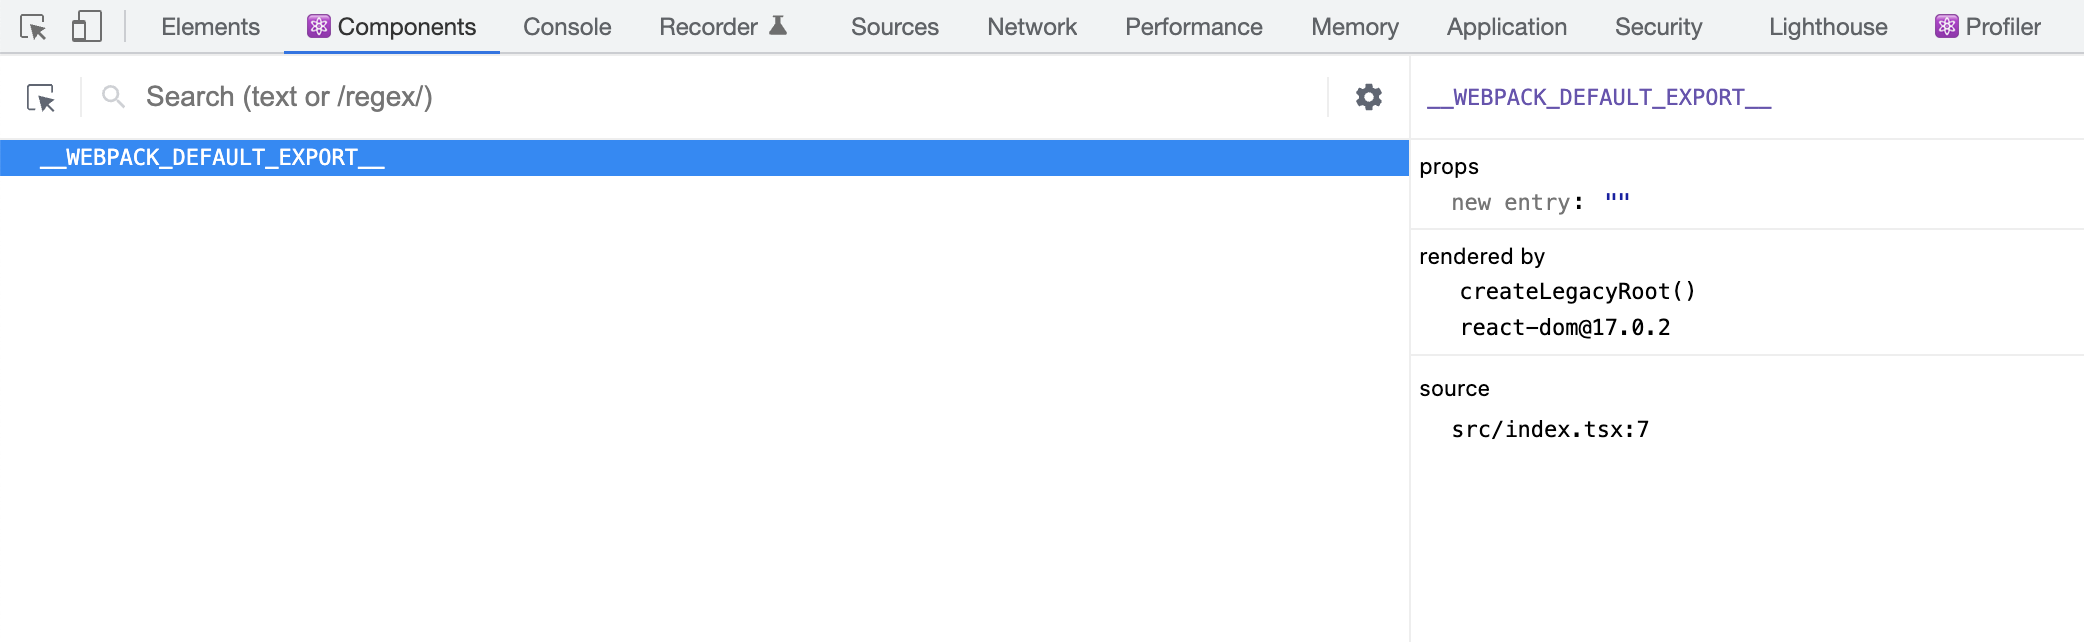 Elements Components Console Recorder Sources Network Performance Memory Application Security Lighthouse Profiler
Search (text or /regex/)
__WEBPACK_DEFAULT_EXPORT__
__WEBPACK_DEFAULT_EXPORT__
props
new entry: ""
rendered by
createLegacyRoot()
react-dom@17.0.2
source
src/index.tsx:7